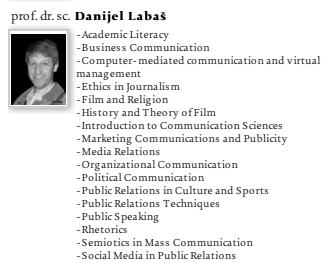 prof. dr. sc. Danijel Labaš
-Academic Literacy
-Business Communication
-Computer-mediated communication and virtual
management
-Ethics in Journalism
-Film and Religion
-History and Theory of Film
-Introduction to Communication Sciences
-Marketing Communications and Publicity
-Media Relations
-Organizational Communication
-Political Communication
-Public Relations in Culture and Sports
-Public Relations Techniques
-Public Speaking
-Rhetorics
-Semiotics in Mass Communication
-Social Media in Public Relations